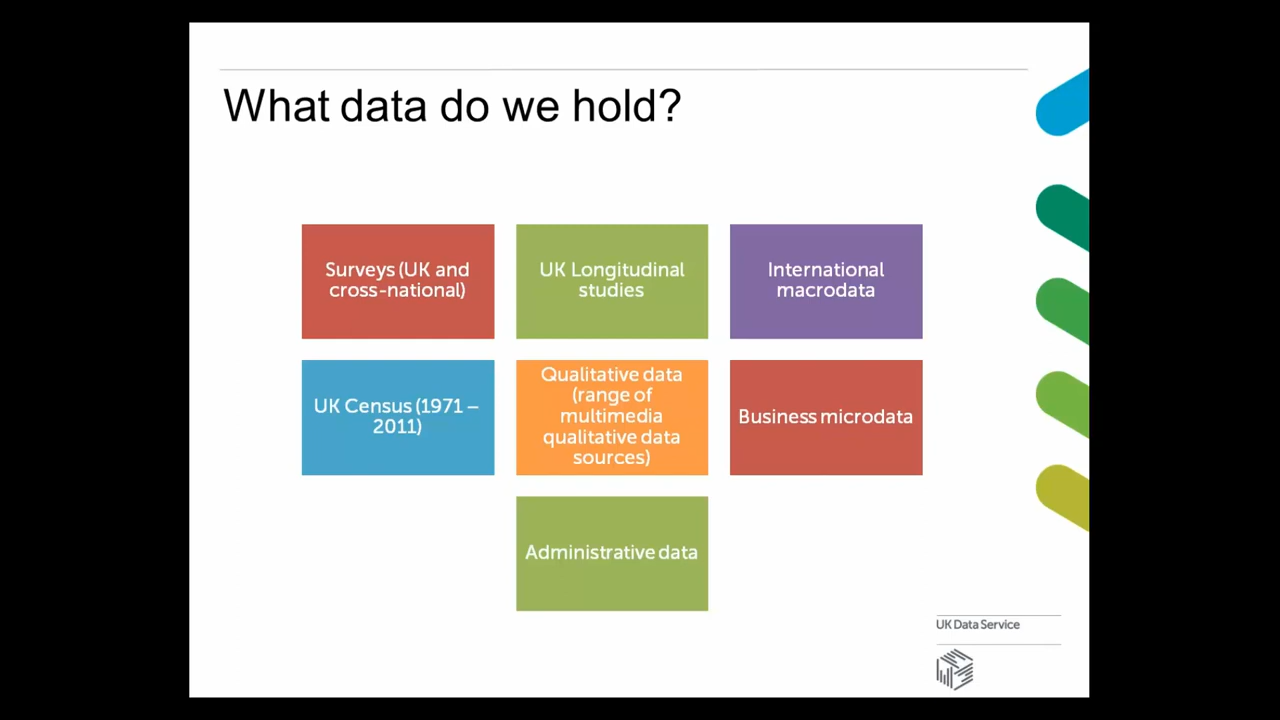 What data do we hold?
Surveys (UK and
cross-national)
UK Longitudinal
studies
International
macrodata
UK Census (1971 –
2011)
Qualitative data
(range of
multimedia
qualitative data
sources)
Business microdata
Administrative data
UK Data Service